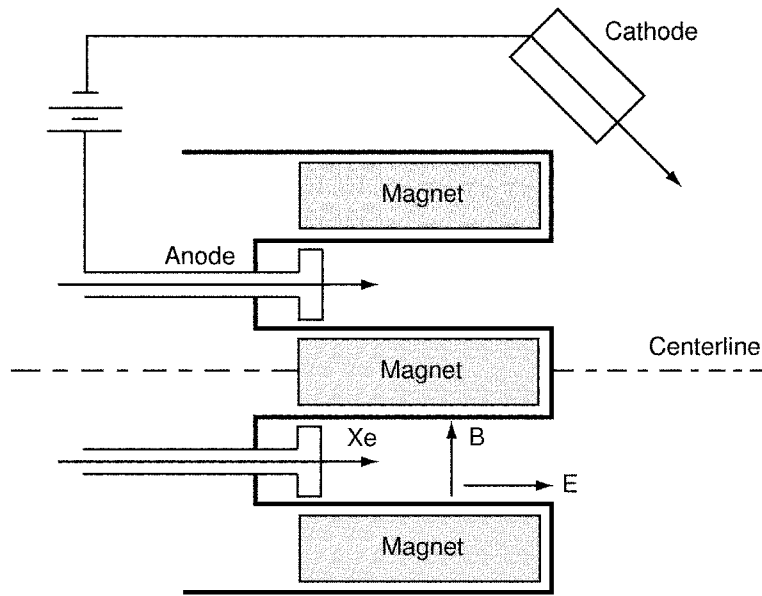 Cathode
Magnet
Anode
Magnet
Centerline
Xe
B
E
Magnet